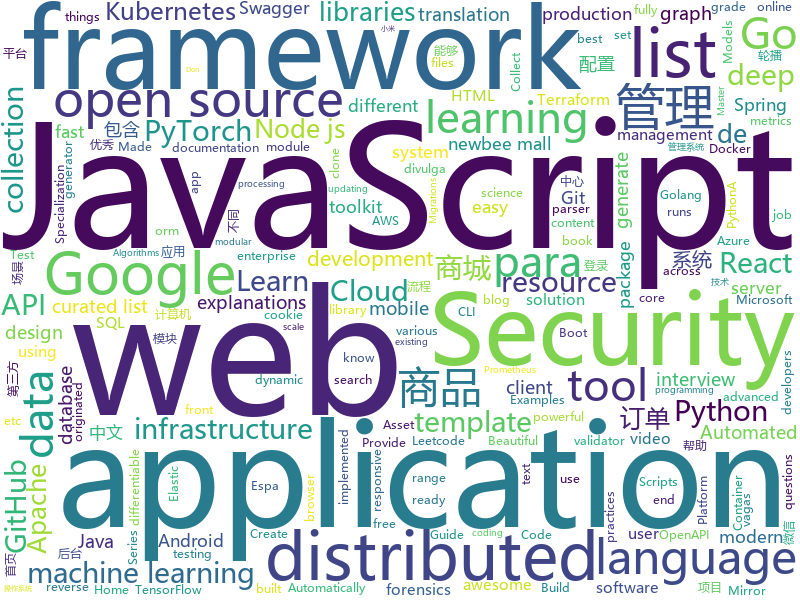 things
Kubernetes
Swagger
libraries
translation
production
graph
grade
online
fully
平台
framework
小米
能够
files
best
set
list
Go
轮播
Models
配置
deep
Collect
open source
different
HTML
Terraform
管理
Spring
metrics
collection
fast
包含
PyTorch
Node js
learning
newbee mall
management
de
Docker
Master
优秀
Made
documentation
module
clone
system
divulga
管理系统
generator
JavaScript
Specialization
app
processing
updating
toolkit
AWS
science
easy
Migrations
Git
parser
content
book
generate
Golang
runs
PythonA
job
orm
不同
Test
Algorithms
应用
modular
enterprise
中心
登录
across
Azure
场景
Google
development
商城
para
package
系统
React
Learn
Cloud
流程
resource
server
API
curated list
explanations
mobile
library
blog
solution
core
Microsoft
design
SQL
计算机
cookie
scale
various
existing
CLI
Boot
using
模块
web
Security
know
Prometheus
第三方
database
originated
front
dynamic
search
商品
client
Examples
interview
programming
advanced
developers
etc
data
tool
Python
订单
infrastructure
template
powerful
Automated
中文
video
帮助
GitHub
Apache
differentiable
Elastic
Series
application
Asset
Provide
Leetcode
Beautiful
validator
text
range
ready
use
Scripts
end
practices
Platform
Container
vagas
questions
微信
browser
implemented
responsive
free
Guide
Code
coding
Create
Espa
Java
Android
testing
user
OpenAPI
modern
首页
后台
distributed
language
machine learning
forensics
awesome
software
项目
Mirror
操作系统
reverse
Home
TensorFlow
built
Automatically
Build
技术